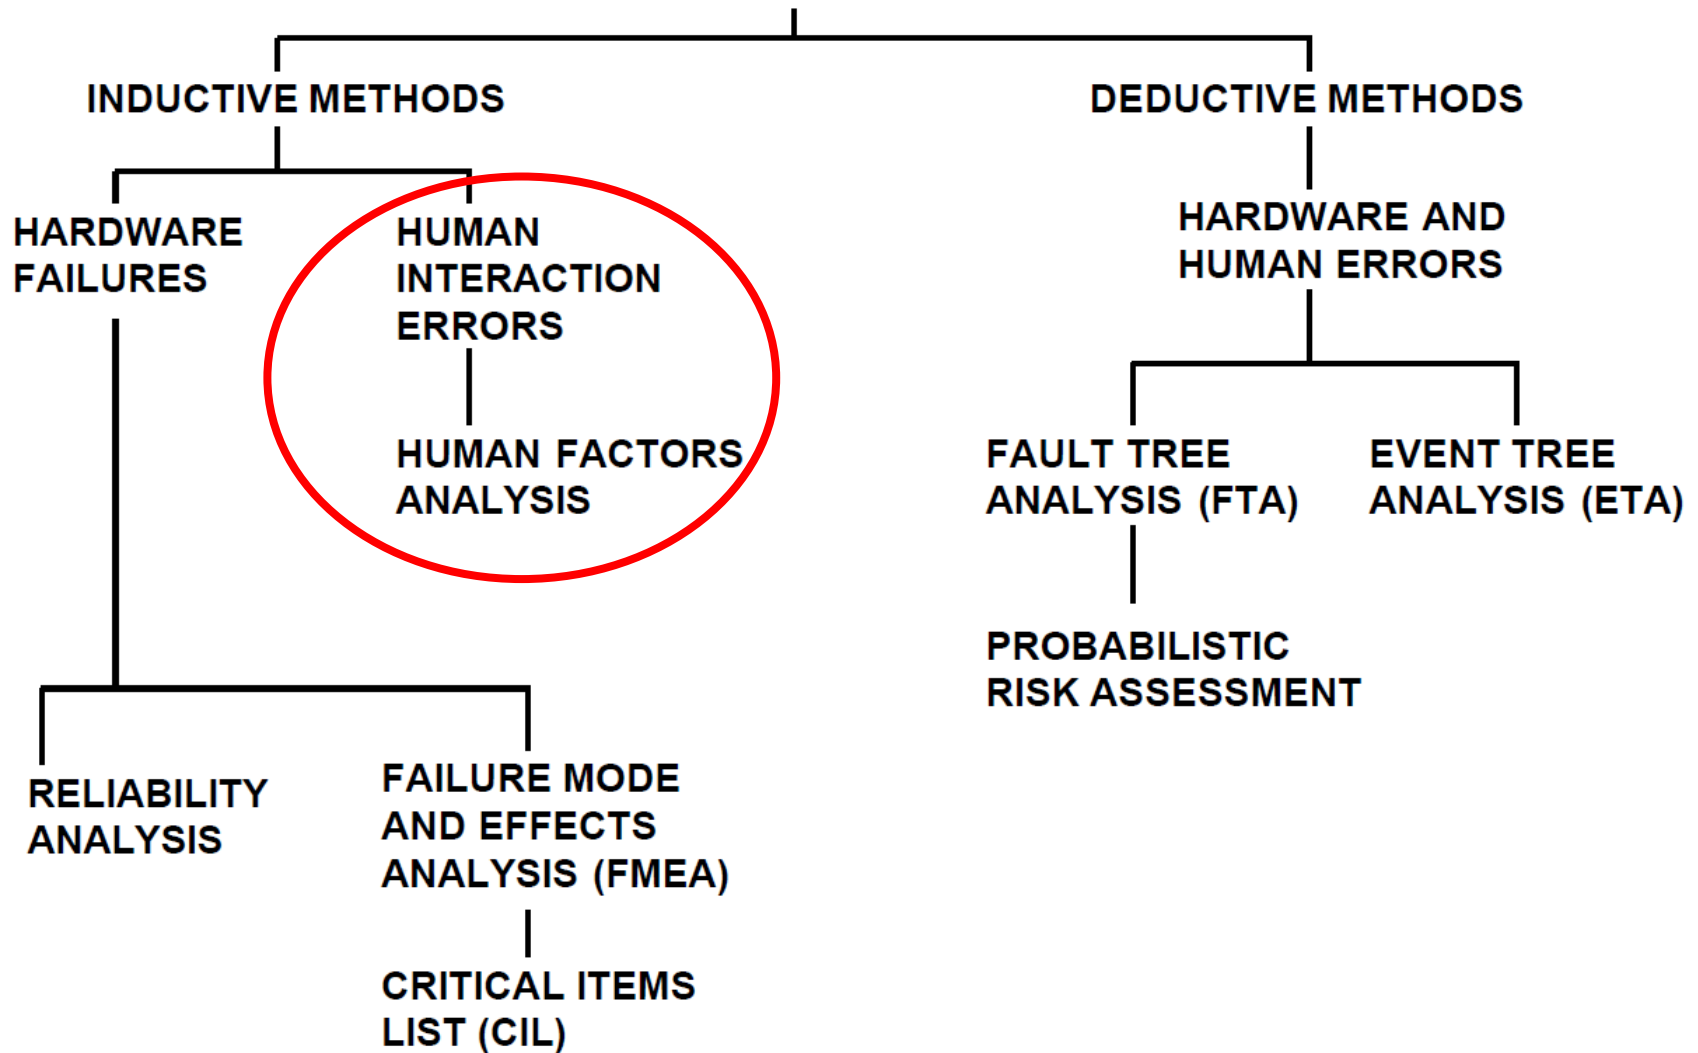 INDUCTIVE METHODS
DEDUCTIVE METHODS
HARDWARE
FAILURES
HUMAN
INTERACTION
ERRORS
HARDWARE AND
HUMAN ERRORS
HUMAN FACTORS
ANALYSIS
FAULT TREE
ANALYSIS (FTA)
EVENT TREE
ANALYSIS (ETA)
PROBABILISTIC
RISK ASSESSMENT
RELIABILITY
ANALYSIS
FAILURE MODE
AND EFFECTS
ANALYSIS (FMEA)
CRITICAL ITEMS
LIST (CIL)